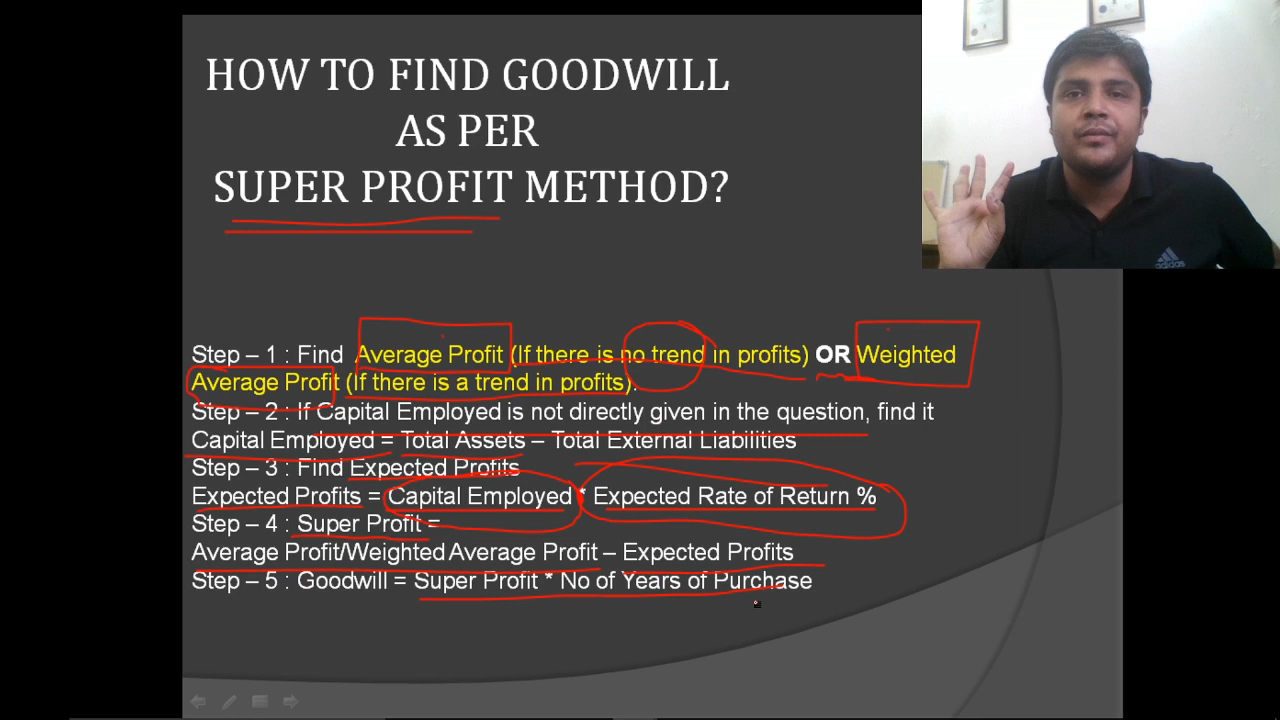 HOW TO FIND GOODWILL
AS PER
SUPER PROFIT METHOD?
adidas
Step – 1 : Find Average Profit (If there is no trend in profits) OR Weighted
Average Profit (If there is a trend in profits).
Step – 2 : If Capital Employed is not directly given in the question, find it
Capital Employed = Total Assets – Total External Liabilities
Step – 3 : Find Expected Profits
Expected Profits = Capital Employed * Expected Rate of Return %
Step – 4 : Super Profit =
Average Profit/Weighted Average Profit – Expected Profits
Step – 5 : Goodwill = Super Profit * No of Years of Purchase